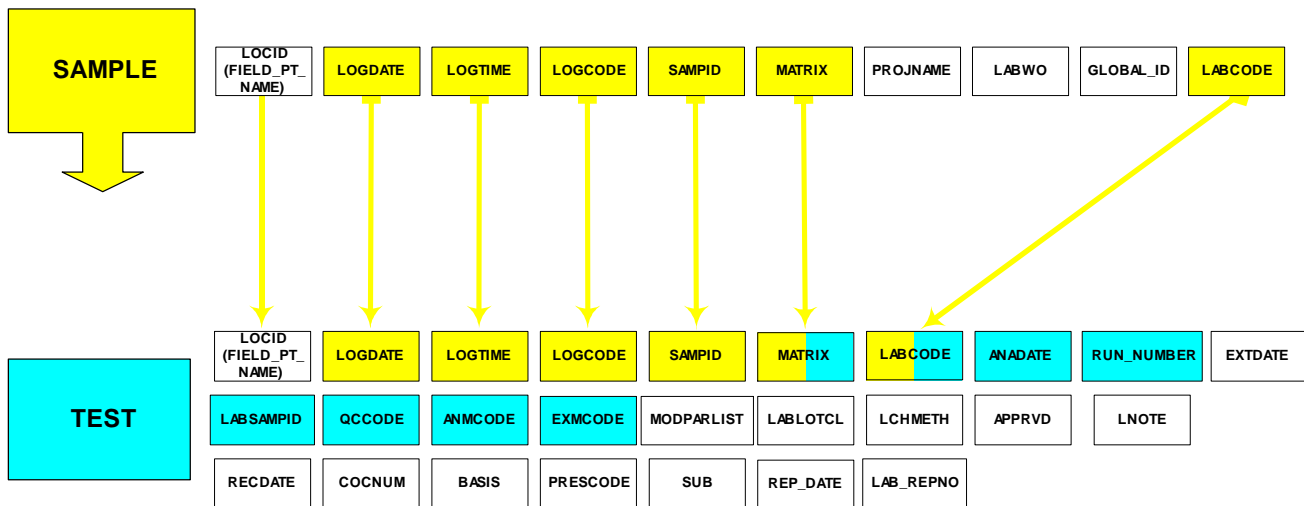 SAMPLE
LOCID
(FIELD_PT_
NAME)
LOGDATE
LOGTIME
LOGCODE
SAMPID
MATRIX
PROJNAME
LABWO
GLOBAL_ID
LABCODE
TEST
LOCID
(FIELD_PT_
NAME)
LOGDATE
LOGTIME
LOGCODE
SAMPID
MATRIX
LABCODE
ANADATE
RUN_NUMBER
EXTDATE
LABSAMPID
QCCODE
ANMCODE
EXMCODE
MODPARLIST
LABLOTCL
LCHMETH
APPRVD
LNOTE
RECDATE
COCNUM
BASIS
PRESCODE
SUB
REP_DATE
LAB_REPNO